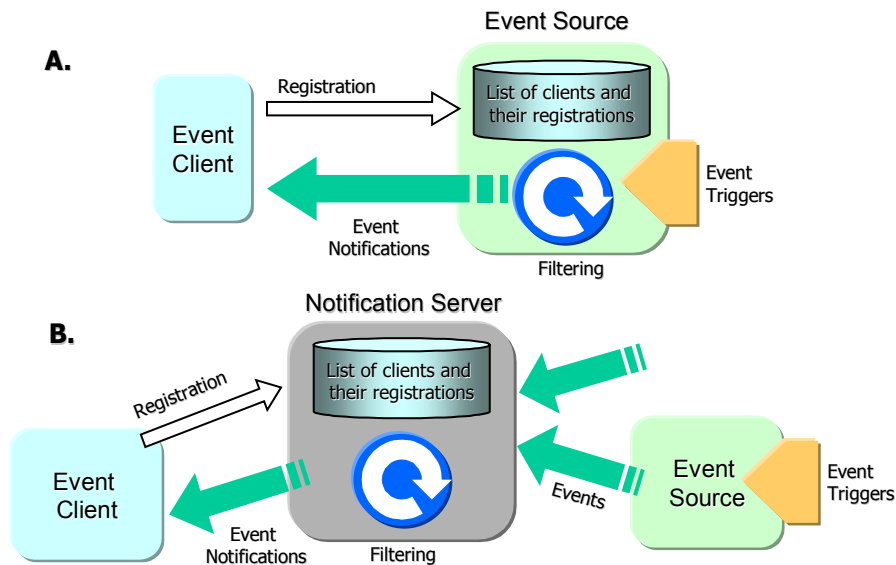 Event Source
A.
Registration
List of clients and
their registrations
Event
Client
Event
Triggers
Event
Notifications
Filtering
Notification Server
B.
List of clients and
their registrations
Registration
Event
Client
Event
Source
Event
Triggers
Events
Event
Notifications
Filtering